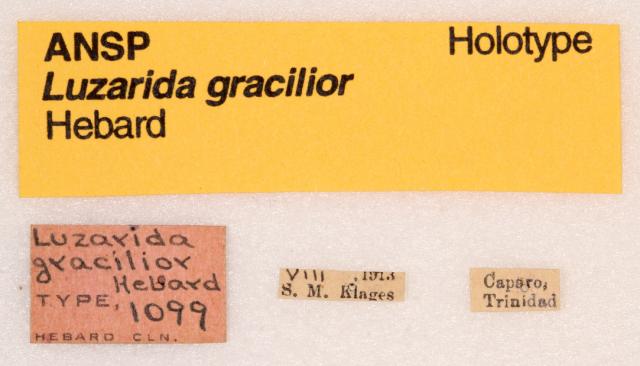 ANSP Holotype
Luzarida gracilior
Hebard
Luzarida
gracilior
Hebard
TYPE, 1099
HEBARD CLN.
VIII ,1913
S. M. Klages
Caparo,
Trinidad